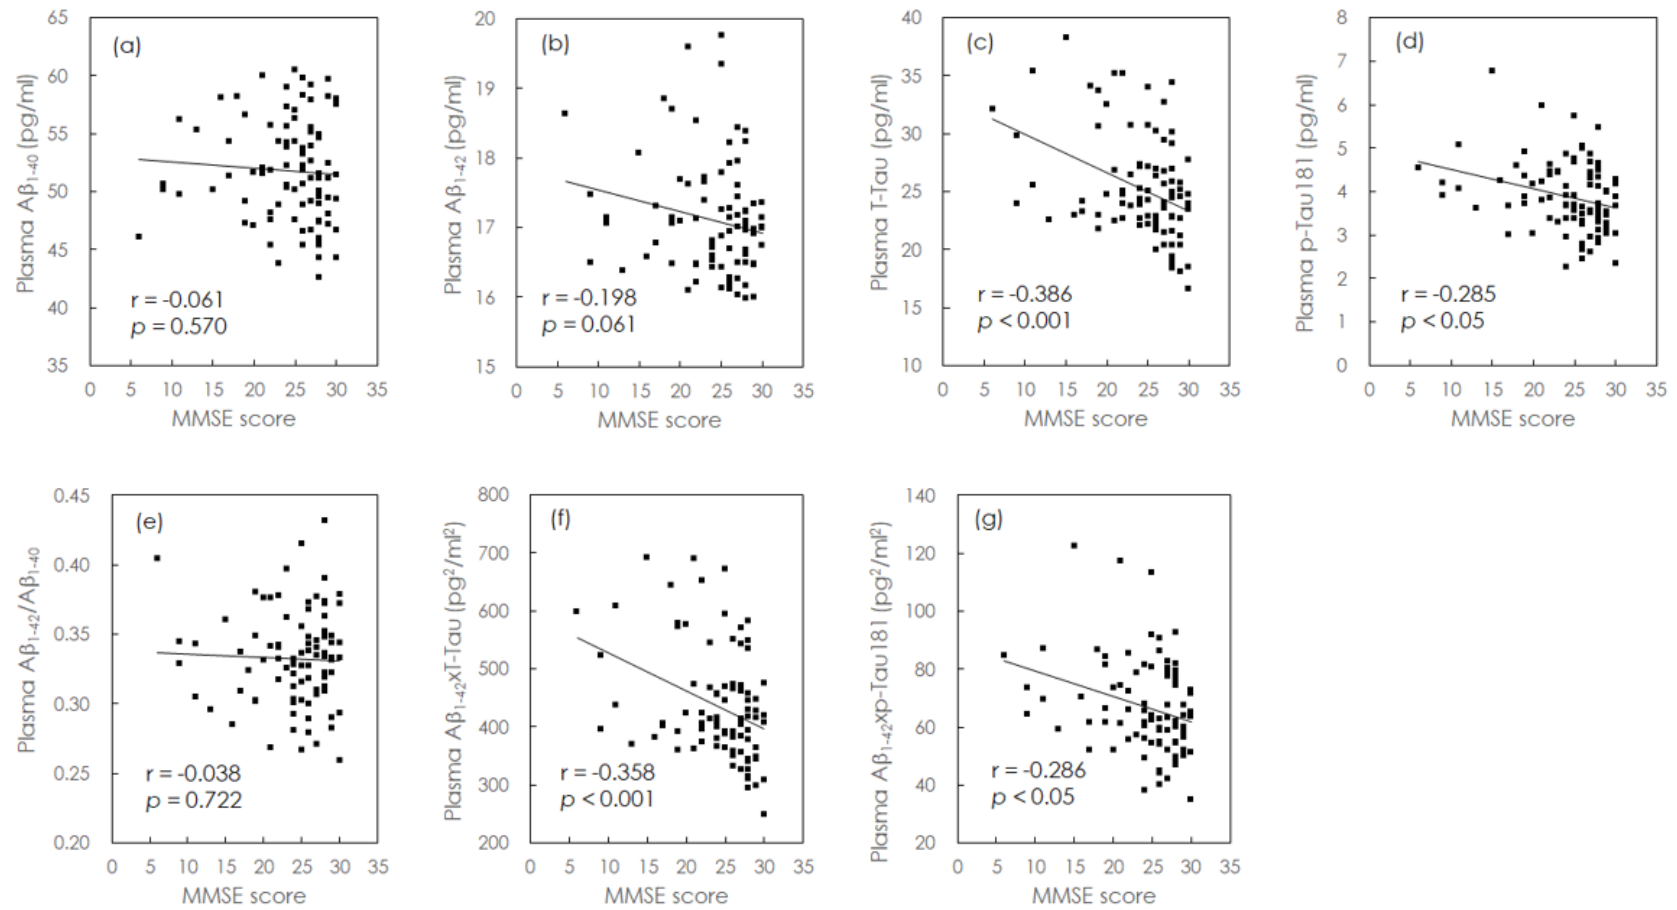 (a)
Plasma Aβ1-40 (pg/ml)
65
60
55
50
45
40
35
r = -0.061
p = 0.570
0 5 10 15 20 25 30 35
MMSE score
(b)
Plasma Aβ1-42 (pg/ml)
20
19
18
17
16
15
r = -0.198
p = 0.061
0 5 10 15 20 25 30 35
MMSE score
(c)
Plasma T-Tau (pg/ml)
40
35
30
25
20
15
10
r = -0.386
p < 0.001
0 5 10 15 20 25 30 35
MMSE score
(d)
Plasma p-Tau181 (pg/ml)
8
7
6
5
4
3
2
1
0
r = -0.285
p < 0.05
0 5 10 15 20 25 30 35
MMSE score
(e)
Plasma Aβ1-42/Aβ1-40
0.45
0.40
0.35
0.30
0.25
0.20
r = -0.038
p = 0.722
0 5 10 15 20 25 30 35
MMSE score
(f)
Plasma Aβ1-42xT-Tau (pg²/ml²)
800
700
600
500
400
300
200
r = -0.358
p < 0.001
0 5 10 15 20 25 30 35
MMSE score
(g)
Plasma Aβ1-42xp-Tau181 (pg²/ml²)
140
120
100
80
60
40
20
r = -0.286
p < 0.05
0 5 10 15 20 25 30 35
MMSE score